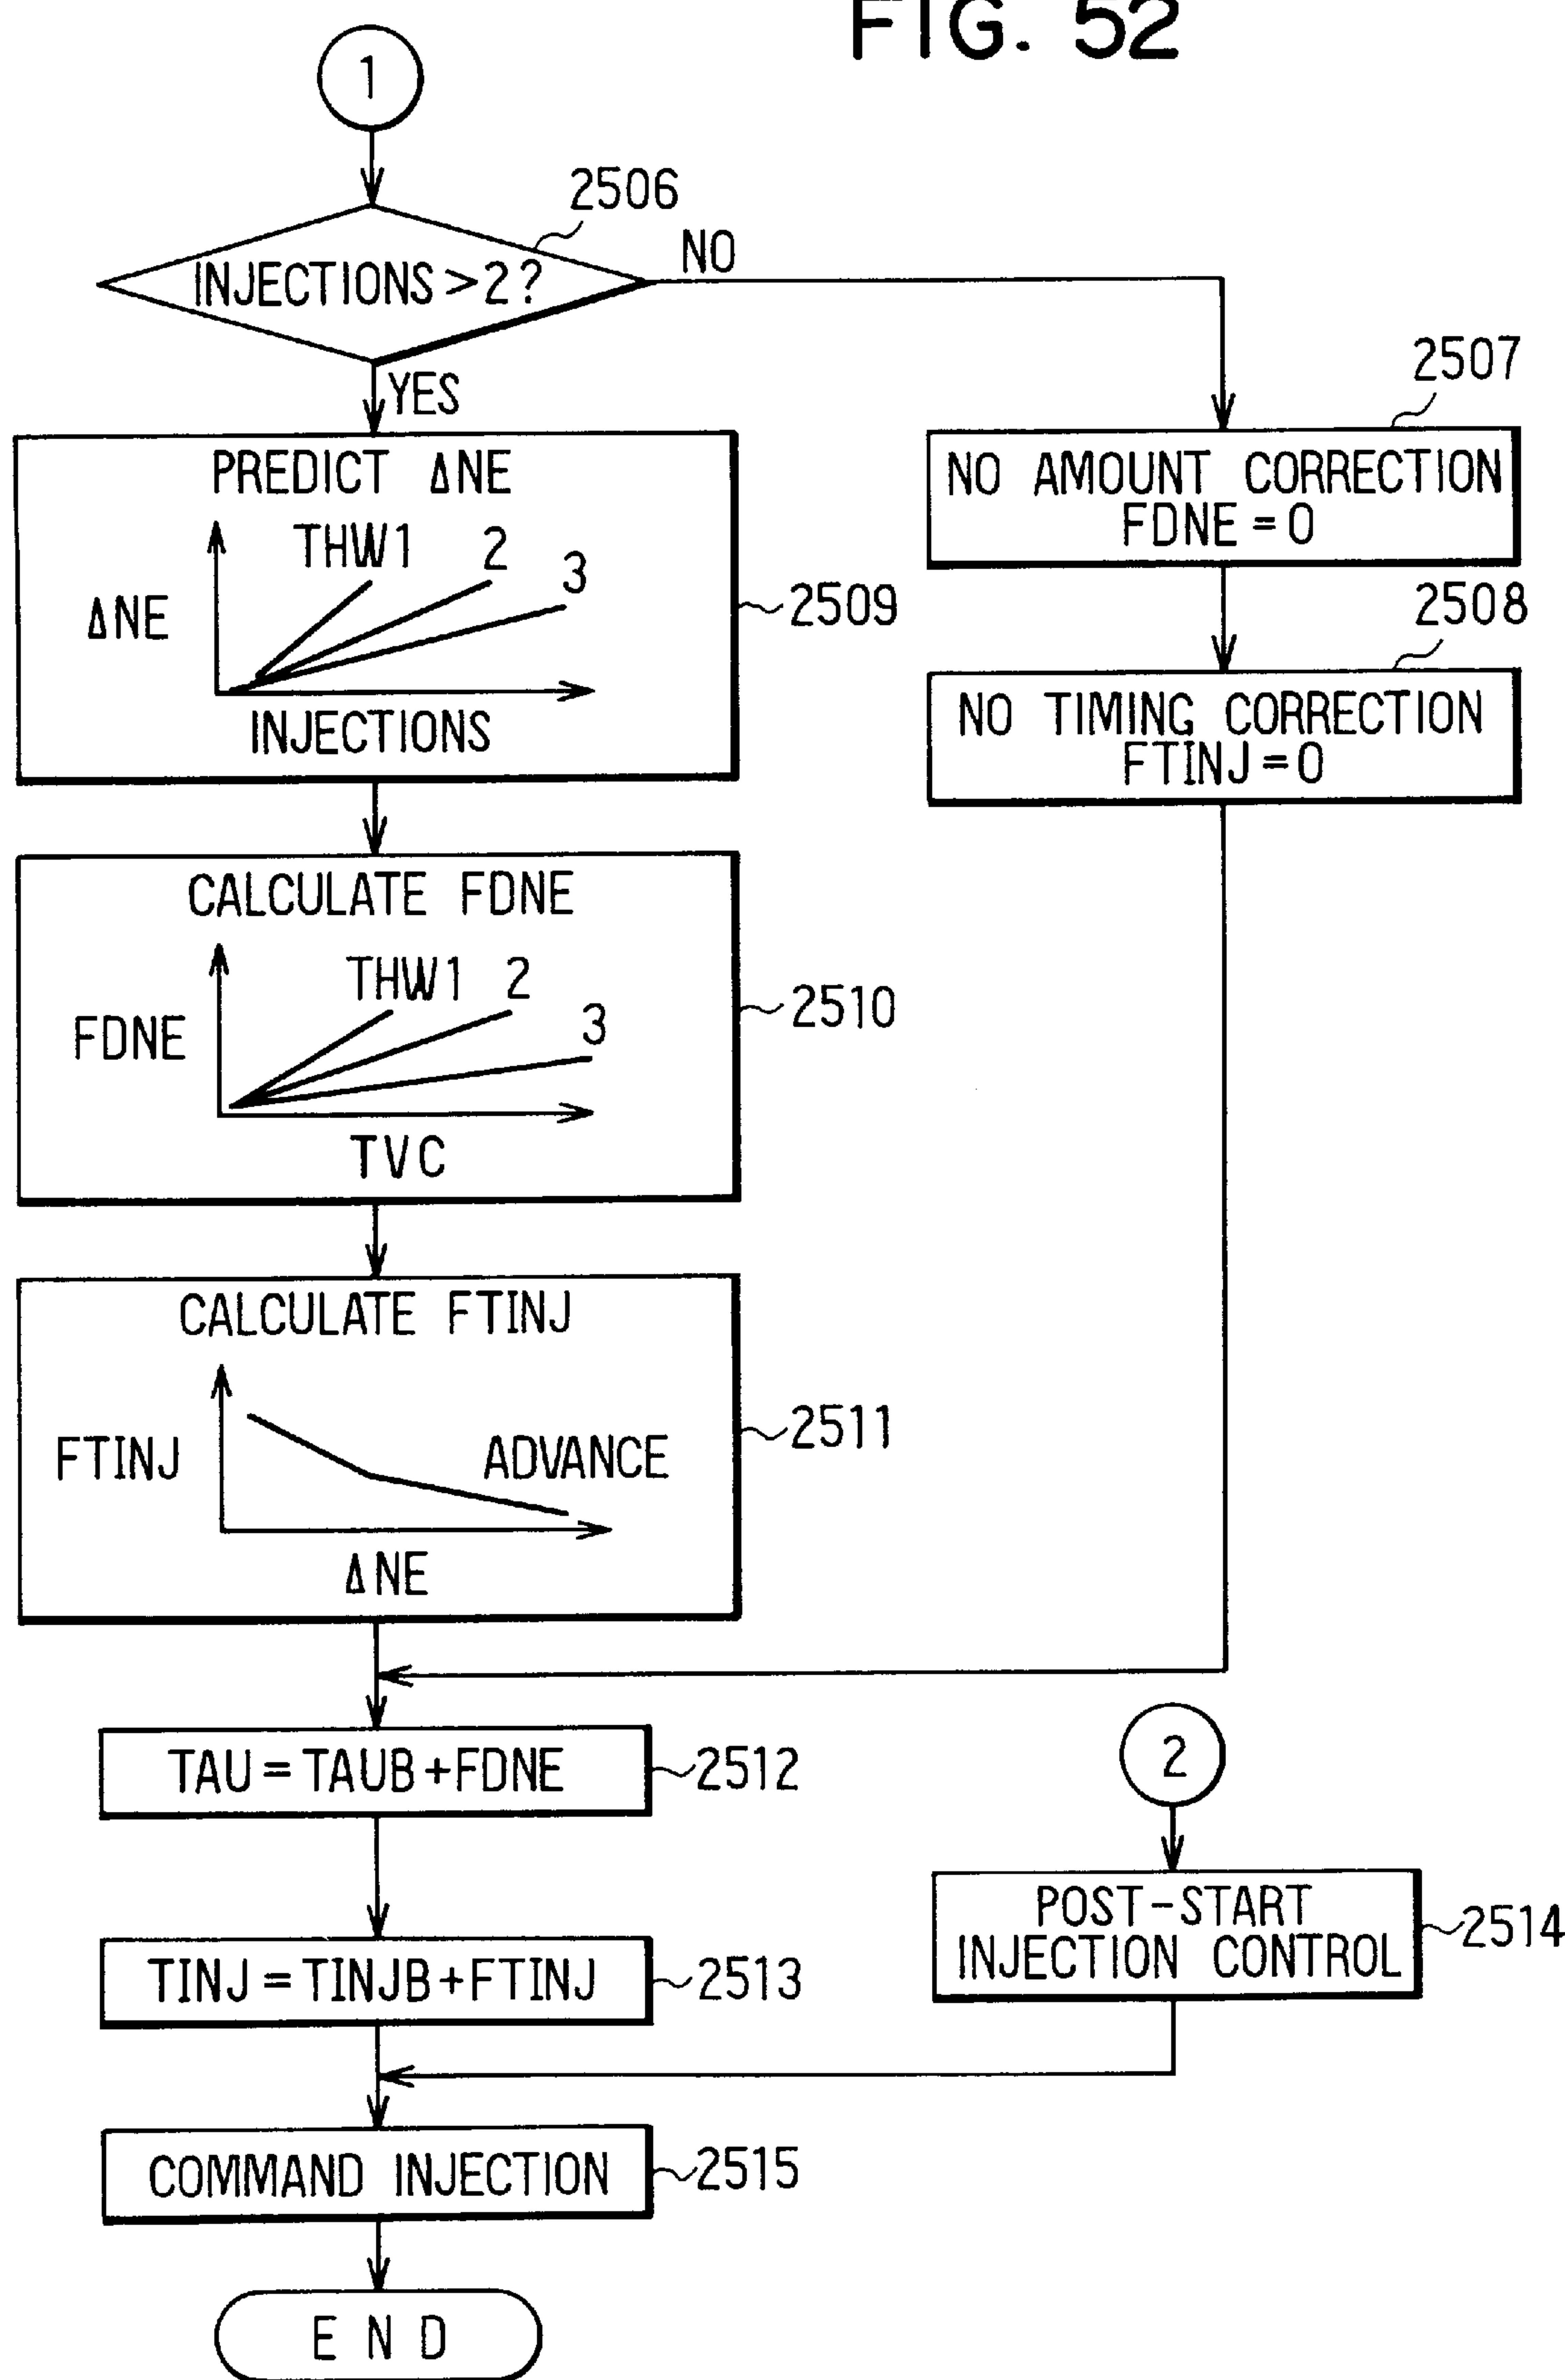 FIG. 52
1
2506
INJECTIONS>2?
NO
YES
2507
NO AMOUNT CORRECTION
FDNE=0
2508
NO TIMING CORRECTION
FTINJ=0
PREDICT ΔNE
THW1 2 3
ΔNE
INJECTIONS
2509
CALCULATE FDNE
THW1 2 3
FDNE
TVC
2510
CALCULATE FTINJ
FTINJ
ADVANCE
ΔNE
2511
TAU=TAUB+FDNE
2512
TINJ=TINJB+FTINJ
2513
2
POST-START
INJECTION CONTROL
2514
COMMAND INJECTION
2515
END